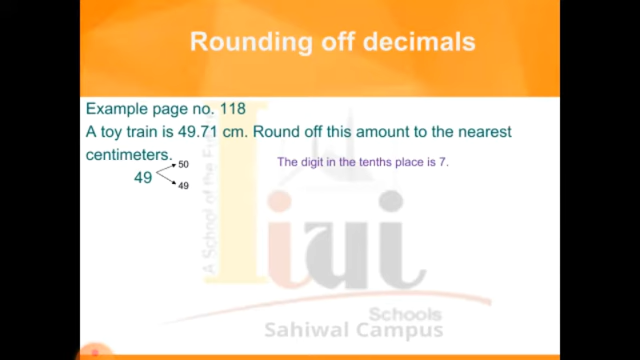 Rounding off decimals
Example page no. 118
A toy train is 49.71 cm. Round off this amount to the nearest
centimeters.
50
49
49
The digit in the tenths place is 7.
A School of the
iiui
Schools
Sahiwal Campus